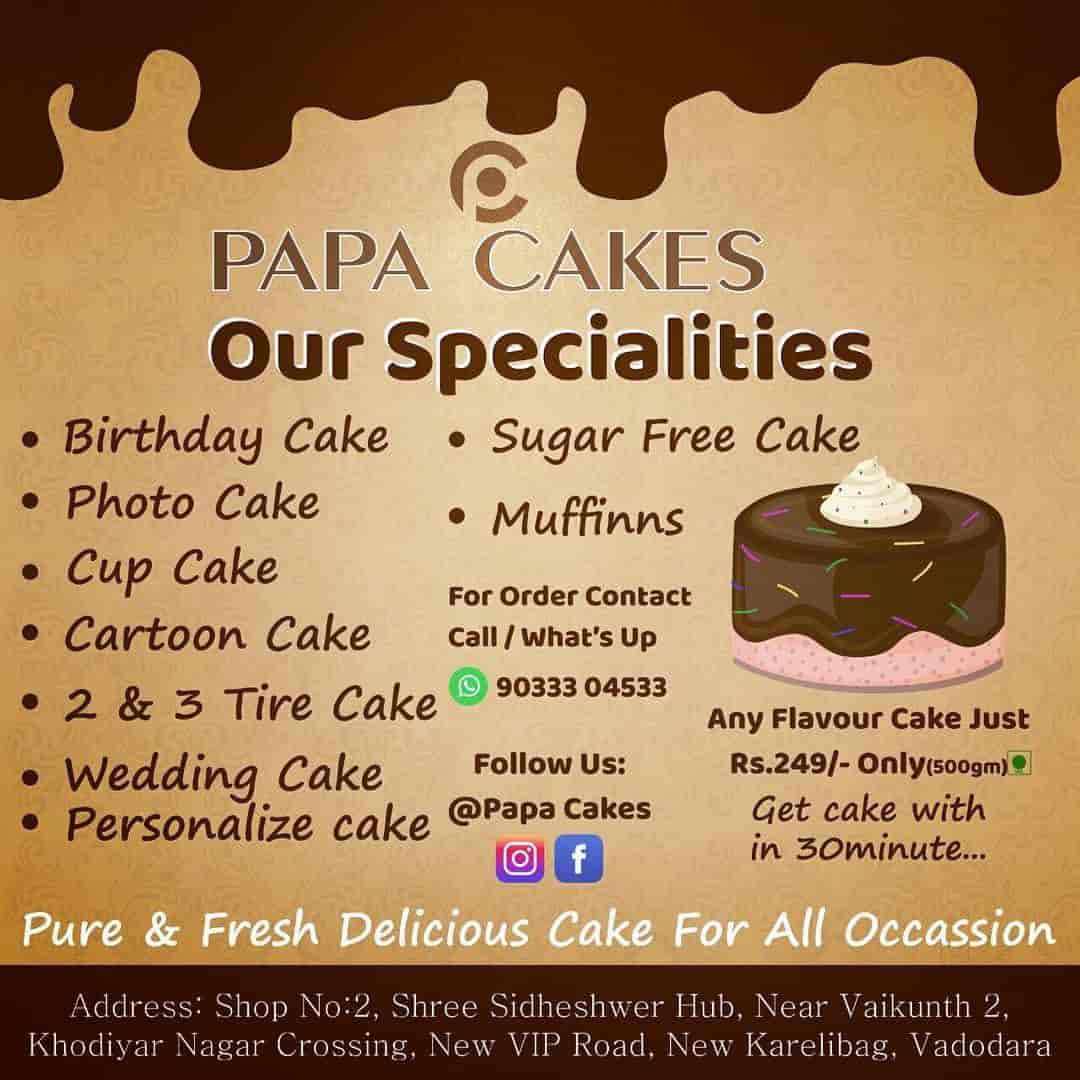 PAPA CAKES
Our Specialities
• Birthday Cake
• Photo Cake
• Cup Cake
• Cartoon Cake
• 2 & 3 Tire Cake
• Wedding Cake
• Personalize cake
• Sugar Free Cake
• Muffinns
For Order Contact
Call / What's Up
90333 04533
Follow Us:
@Papa Cakes
Any Flavour Cake Just
Rs.249/- Only(500gm)
Get cake with
in 30minute...
Pure & Fresh Delicious Cake For All Occassion
Address: Shop No:2, Shree Sidheshwer Hub, Near Vaikunth 2,
Khodiyar Nagar Crossing, New VIP Road, New Karelibag, Vadodara